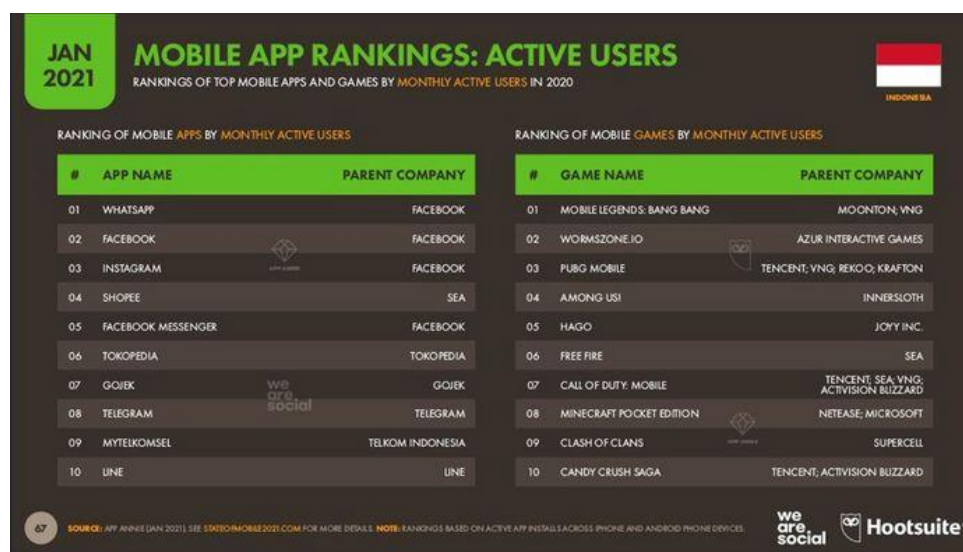 JAN
2021
MOBILE APP RANKINGS: ACTIVE USERS
RANKINGS OF TOP MOBILE APPS AND GAMES BY MONTHLY ACTIVE USERS IN 2020
INDONESIA
RANKING OF MOBILE APPS BY MONTHLY ACTIVE USERS
# APP NAME PARENT COMPANY
01 WHATSAPP FACEBOOK
02 FACEBOOK FACEBOOK
03 INSTAGRAM FACEBOOK
04 SHOPEE SEA
05 FACEBOOK MESSENGER FACEBOOK
06 TOKOPEDIA TOKOPEDIA
07 GOJEK GOJEK
08 TELEGRAM TELEGRAM
09 MYTELKOMSEL TELKOM INDONESIA
10 LINE LINE
we
are
social
RANKING OF MOBILE GAMES BY MONTHLY ACTIVE USERS
# GAME NAME PARENT COMPANY
01 MOBILE LEGENDS: BANG BANG MOONTON; VNG
02 WORMSZONE.IO AZUR INTERACTIVE GAMES
03 PUBG MOBILE TENCENT; VNG; REKOO; KRAFTON
04 AMONG US! INNERSLOTH
05 HAGO JOYY INC.
06 FREE FIRE SEA
07 CALL OF DUTY: MOBILE TENCENT; SEA; VNG;
ACTIVISION BLIZZARD
08 MINECRAFT POCKET EDITION NETEASE; MICROSOFT
09 CLASH OF CLANS SUPERCELL
10 CANDY CRUSH SAGA TENCENT; ACTIVISION BLIZZARD
67
SOURCE: APP ANNIE (JAN 2021). SEE STATEOFMOBILE2021.COM FOR MORE DETAILS. NOTE: RANKINGS BASED ON ACTIVE APP INSTALLS ACROSS IPHONE AND ANDROID PHONE DEVICES.
we
are
social
Hootsuite